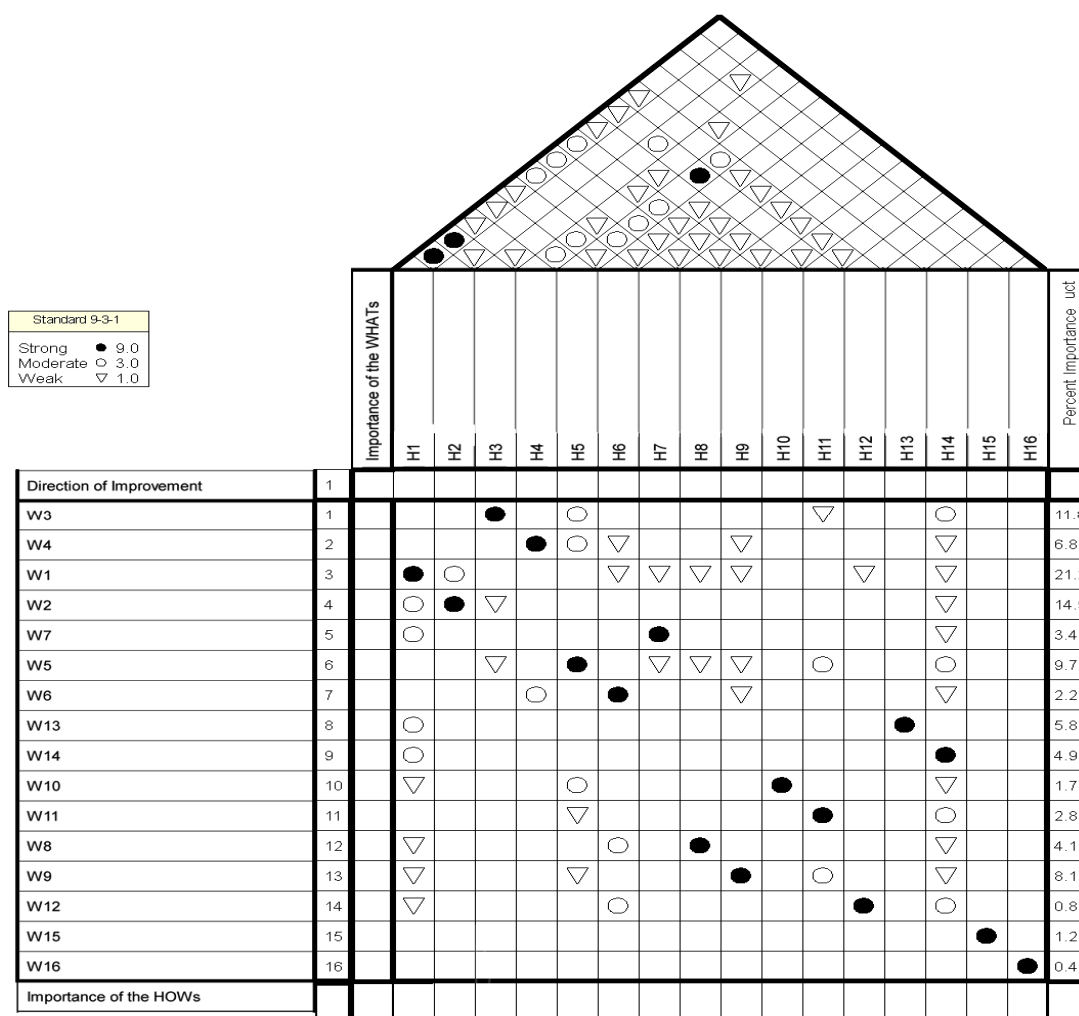 Standard 9-3-1
Strong ● 9.0
Moderate ○ 3.0
Weak ▽ 1.0
Importance of the WHATs
H1
H2
H3
H4
H5
H6
H7
H8
H9
H10
H11
H12
H13
H14
H15
H16
Percent Importance uct
Direction of Improvement 1
W3 1 11.8
W4 2 6.8
W1 3 21.
W2 4 14.
W7 5 3.4
W5 6 9.7
W6 7 2.2
W13 8 5.8
W14 9 4.9
W10 10 1.7
W11 11 2.8
W8 12 4.1
W9 13 8.1
W12 14 0.8
W15 15 1.2
W16 16 0.4
Importance of the HOWs